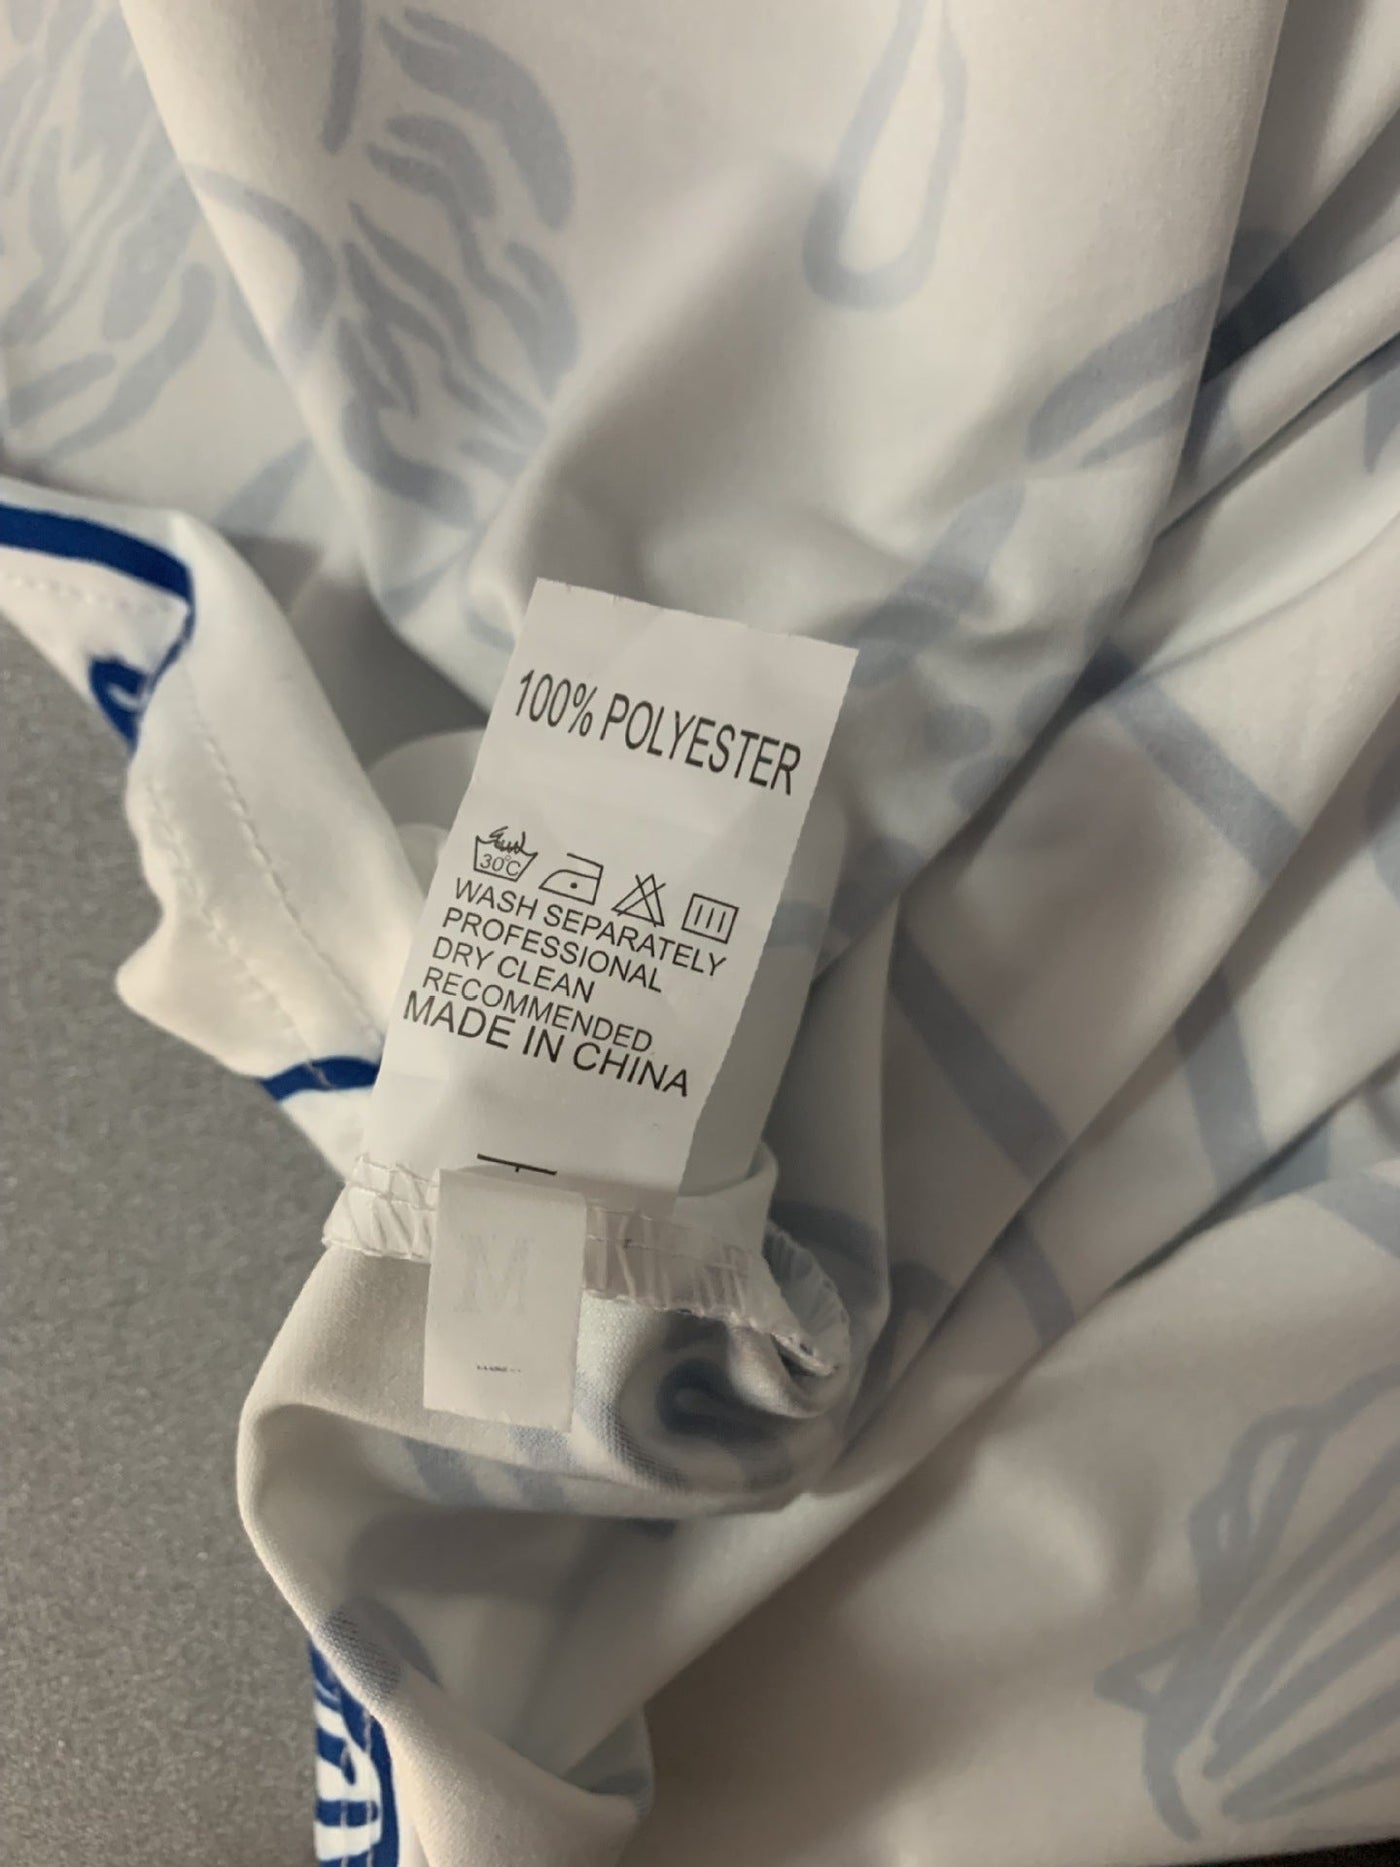 100% POLYESTER
30°C
WASH SEPARATELY
PROFESSIONAL
DRY CLEAN
RECOMMENDED
MADE IN CHINA
M